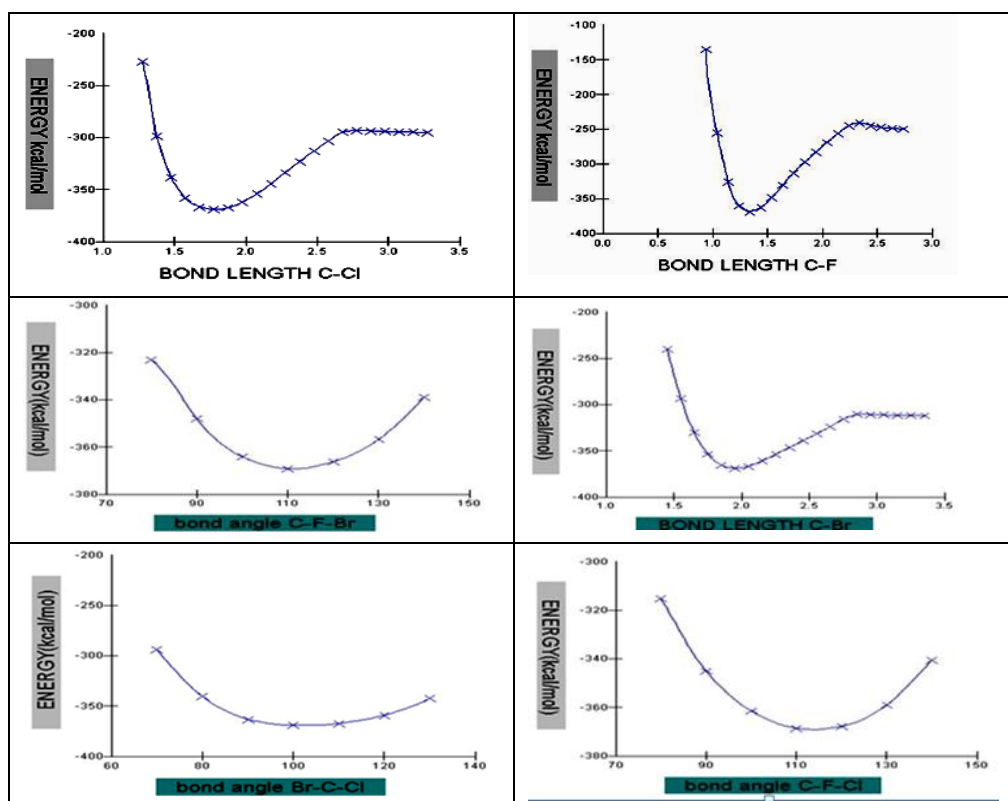 -200
-250
-300
-350
-400
ENERGY kcal/mol
1.0 1.5 2.0 2.5 3.0 3.5
BOND LENGTH C-Cl
-100
-150
-200
-250
-300
-350
-400
ENERGY kcal/mol
0.0 0.5 1.0 1.5 2.0 2.5 3.0
BOND LENGTH C-F
-300
-320
-340
-360
-380
ENERGY(kcal/mol)
70 90 110 130 150
bond angle C-F-Br
-200
-250
-300
-350
-400
ENERGY(kcal/mol)
1.0 1.5 2.0 2.5 3.0 3.5
BOND LENGTH C-Br
-200
-250
-300
-350
-400
ENERGY(kcal/mol)
60 80 100 120 140
bond angle Br-C-Cl
-300
-320
-340
-360
-380
ENERGY(kcal/mol)
70 90 110 130 150
bond angle C-F-Cl